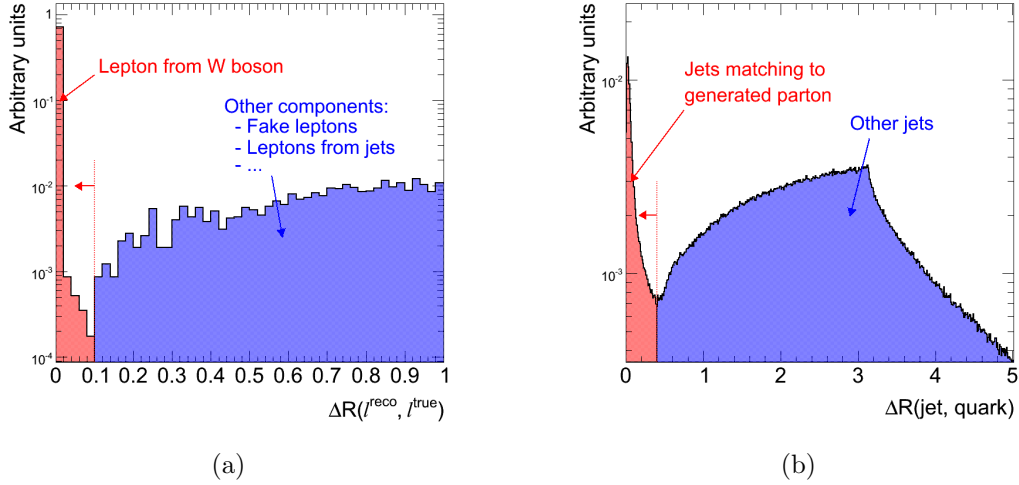 Arbitrary units
1
10-1
10-2
10-3
10-4
Lepton from W boson
Other components:
- Fake leptons
- Leptons from jets
- ...
0 0.1 0.2 0.3 0.4 0.5 0.6 0.7 0.8 0.9 1
ΔR(lreco, ltrue)
(a)
Arbitrary units
10-2
10-3
Jets matching to
generated parton
Other jets
0 1 2 3 4 5
ΔR(jet, quark)
(b)